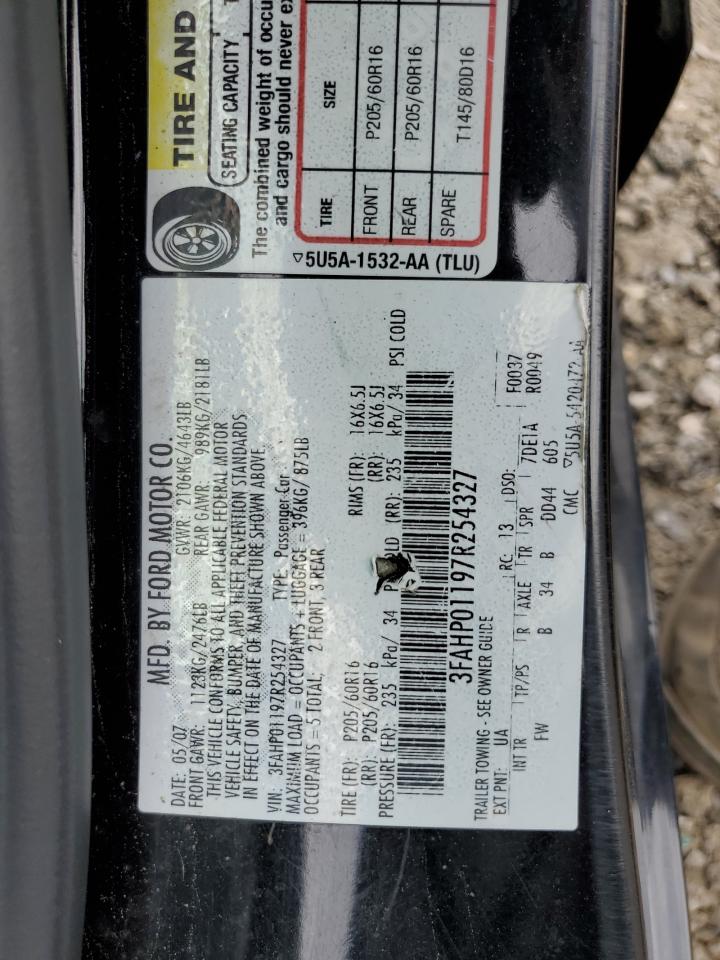 MFD. BY FORD MOTOR CO.
DATE: 05/07 GVWR: 2106KG/4643LB
FRONT GAWR: 1123KG/2476LB REAR GAWR: 989KG/2181LB
THIS VEHICLE CONFORMS TO ALL APPLICABLE FEDERAL MOTOR
VEHICLE SAFETY, BUMPER, AND THEFT PREVENTION STANDARDS
IN EFFECT ON THE DATE OF MANUFACTURE SHOWN ABOVE.
VIN: 3FAHP01197R254327 TYPE: Passenger Car
MAXIMUM LOAD = OCCUPANTS + LUGGAGE = 396KG/ 875LB
OCCUPANTS = 5 TOTAL: 2 FRONT, 3 REAR
TIRE (FR): P205/60R16 RIMS (FR): 16X6.5J
(RR): P205/60R16 (RR): 16X6.5J
PRESSURE (FR): 235 kPa/ 34 (RR): 235 kPa/ 34 PSI COLD
3FAHP01197R254327
TRAILER TOWING - SEE OWNER GUIDE
EXT PNT: UA RC: 13 DSO: F0037
R0049
INT TR TP/PS R AXLE TR SPR 7DE1A
FW B 34 B DD44 605
CMC ▽5U5A-5420472-AA
TIRE AND
SEATING CAPACITY T
The combined weight of occu
and cargo should never ex
TIRE SIZE
FRONT P205/60R16
REAR P205/60R16
SPARE T145/80D16
▽5U5A-1532-AA (TLU)